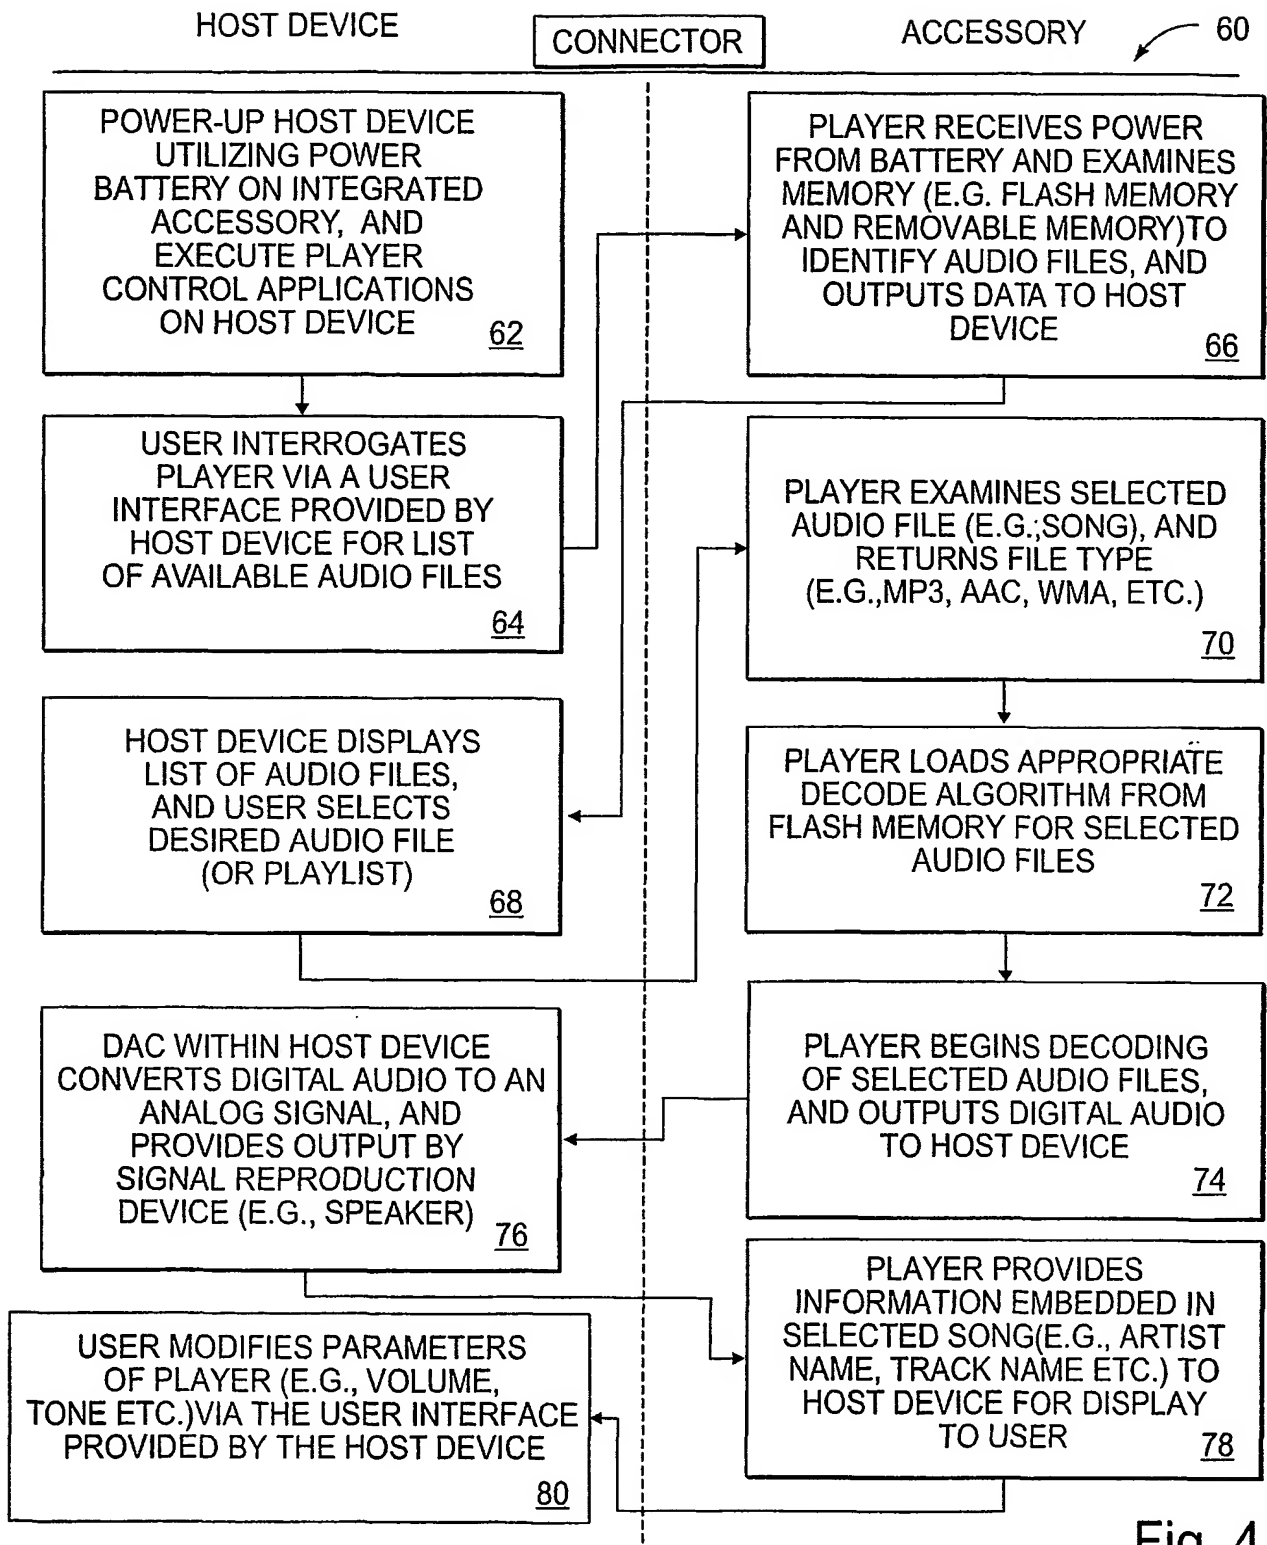 HOST DEVICE
CONNECTOR
ACCESSORY
60
POWER-UP HOST DEVICE
UTILIZING POWER
BATTERY ON INTEGRATED
ACCESSORY, AND
EXECUTE PLAYER
CONTROL APPLICATIONS
ON HOST DEVICE
62
PLAYER RECEIVES POWER
FROM BATTERY AND EXAMINES
MEMORY (E.G. FLASH MEMORY
AND REMOVABLE MEMORY)TO
IDENTIFY AUDIO FILES, AND
OUTPUTS DATA TO HOST
DEVICE
66
USER INTERROGATES
PLAYER VIA A USER
INTERFACE PROVIDED BY
HOST DEVICE FOR LIST
OF AVAILABLE AUDIO FILES
64
HOST DEVICE DISPLAYS
LIST OF AUDIO FILES,
AND USER SELECTS
DESIRED AUDIO FILE
(OR PLAYLIST)
68
PLAYER EXAMINES SELECTED
AUDIO FILE (E.G.;SONG), AND
RETURNS FILE TYPE
(E.G.,MP3, AAC, WMA, ETC.)
70
PLAYER LOADS APPROPRIATE
DECODE ALGORITHM FROM
FLASH MEMORY FOR SELECTED
AUDIO FILES
72
PLAYER BEGINS DECODING
OF SELECTED AUDIO FILES,
AND OUTPUTS DIGITAL AUDIO
TO HOST DEVICE
74
DAC WITHIN HOST DEVICE
CONVERTS DIGITAL AUDIO TO AN
ANALOG SIGNAL, AND
PROVIDES OUTPUT BY
SIGNAL REPRODUCTION
DEVICE (E.G., SPEAKER)
76
PLAYER PROVIDES
INFORMATION EMBEDDED IN
SELECTED SONG(E.G., ARTIST
NAME, TRACK NAME ETC.) TO
HOST DEVICE FOR DISPLAY
TO USER
78
USER MODIFIES PARAMETERS
OF PLAYER (E.G., VOLUME,
TONE ETC.)VIA THE USER INTERFACE
PROVIDED BY THE HOST DEVICE
80
Fig. 4